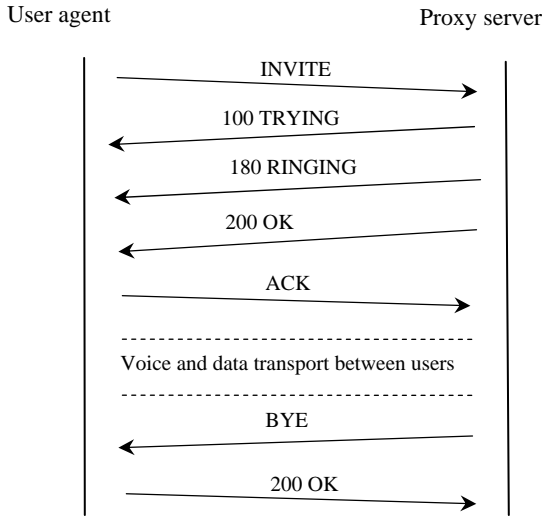 User agent
Proxy server
INVITE
100 TRYING
180 RINGING
200 OK
ACK
Voice and data transport between users
BYE
200 OK